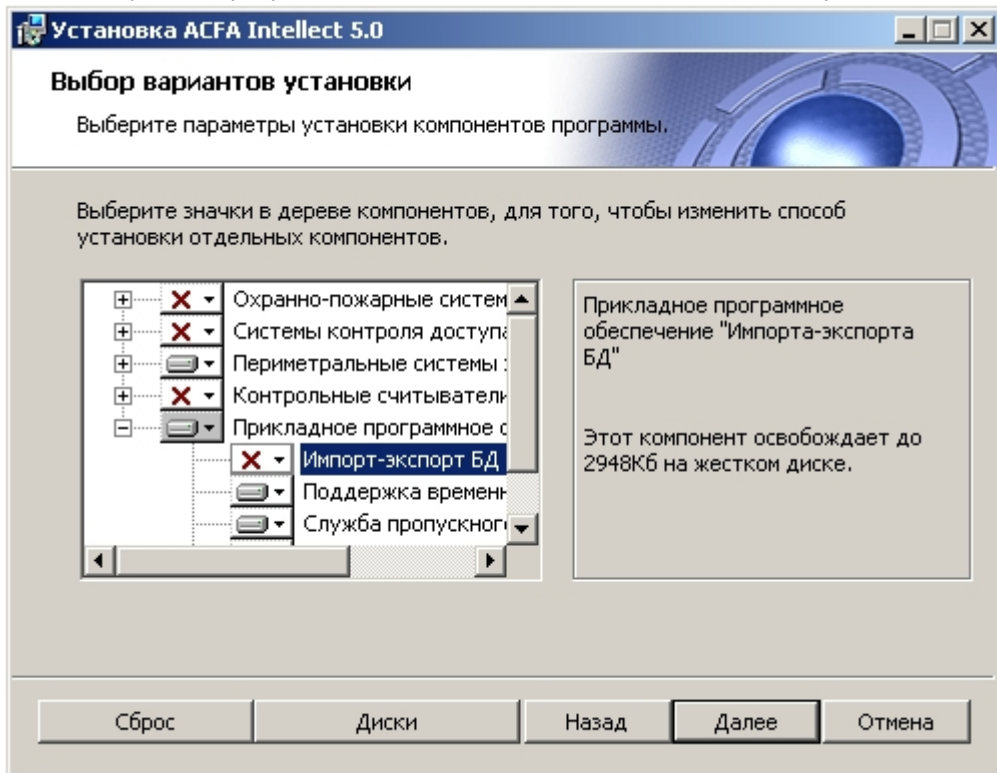 Установка ACFA Intellect 5.0
Выбор вариантов установки
Выберите параметры установки компонентов программы.
Выберите значки в дереве компонентов, для того, чтобы изменить способ
установки отдельных компонентов.
Охранно-пожарные систем
Системы контроля доступа
Периметральные системы
Контрольные считывател
Прикладное программное
Импорт-экспорт БД
Поддержка времен
Служба пропускног
Прикладное программное
обеспечение "Импорта-экспорта
БД"
Этот компонент освобождает до
2948Кб на жестком диске.
Сброс
Диски
Назад
Далее
Отмена